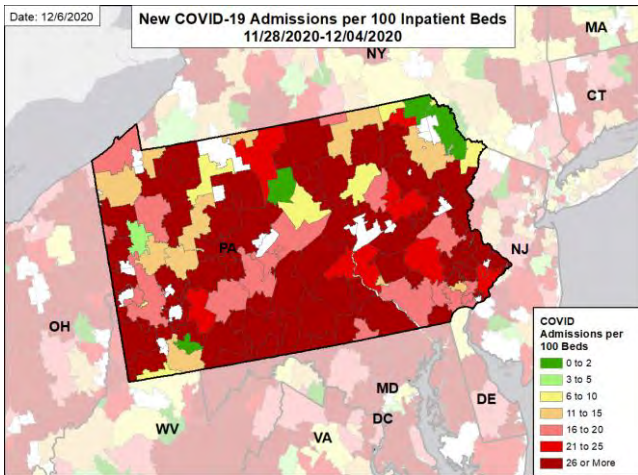 Date: 12/6/2020
New COVID-19 Admissions per 100 Inpatient Beds
11/28/2020-12/04/2020
NY
MA
CT
PA
NJ
OH
MD
DE
DC
WV
VA
COVID
Admissions per
100 Beds
0 to 2
3 to 5
6 to 10
11 to 15
16 to 20
21 to 25
26 or More